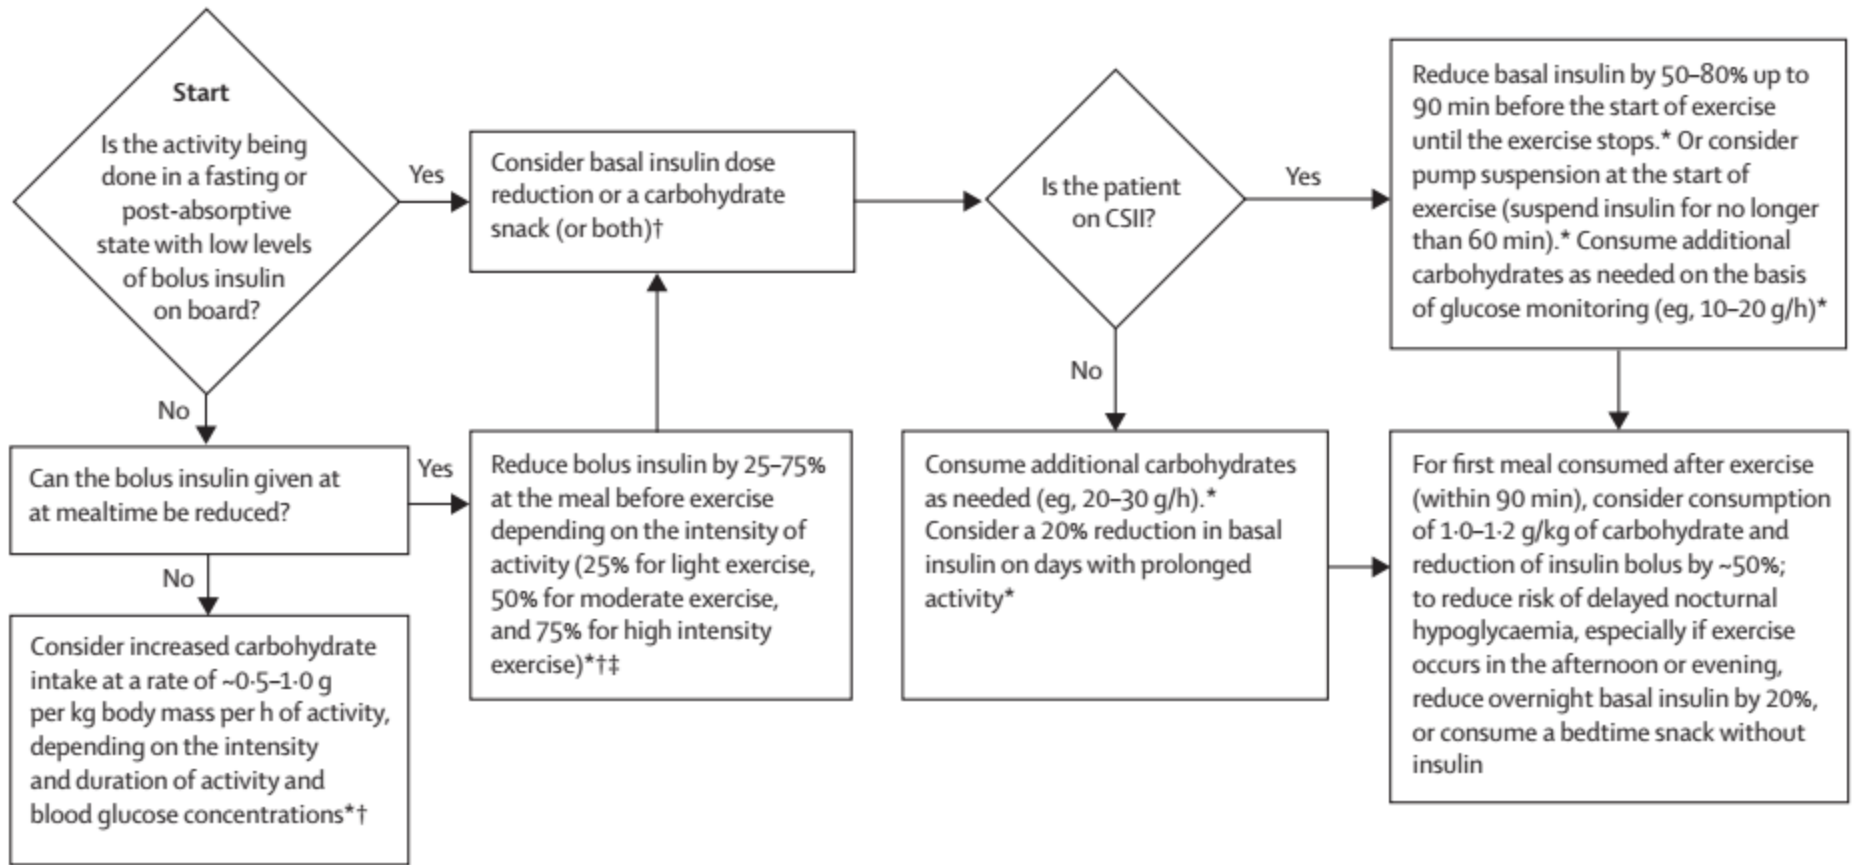 Start
Is the activity being
done in a fasting or
post-absorptive
state with low levels
of bolus insulin
on board?
Yes
Consider basal insulin dose
reduction or a carbohydrate
snack (or both)†
Is the patient
on CSII?
Yes
Reduce basal insulin by 50–80% up to
90 min before the start of exercise
until the exercise stops.* Or consider
pump suspension at the start of
exercise (suspend insulin for no longer
than 60 min).* Consume additional
carbohydrates as needed on the basis
of glucose monitoring (eg, 10–20 g/h)*
No
No
Can the bolus insulin given at
at mealtime be reduced?
Yes
Reduce bolus insulin by 25–75%
at the meal before exercise
depending on the intensity of
activity (25% for light exercise,
50% for moderate exercise,
and 75% for high intensity
exercise)*†‡
Consume additional carbohydrates
as needed (eg, 20–30 g/h).*
Consider a 20% reduction in basal
insulin on days with prolonged
activity*
For first meal consumed after exercise
(within 90 min), consider consumption
of 1·0–1·2 g/kg of carbohydrate and
reduction of insulin bolus by ~50%;
to reduce risk of delayed nocturnal
hypoglycaemia, especially if exercise
occurs in the afternoon or evening,
reduce overnight basal insulin by 20%,
or consume a bedtime snack without
insulin
No
Consider increased carbohydrate
intake at a rate of ~0·5–1·0 g
per kg body mass per h of activity,
depending on the intensity
and duration of activity and
blood glucose concentrations*†